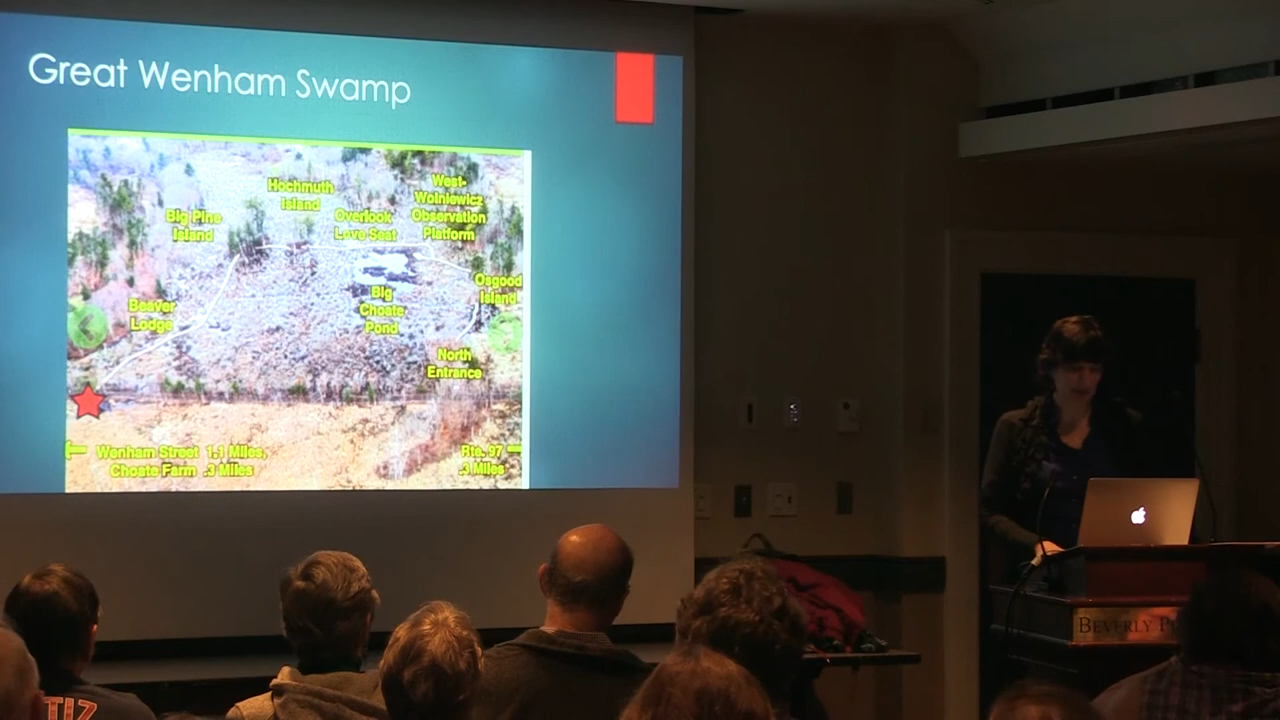 Great Wenham Swamp
Hochmuth
Island
West-
Wolniewicz
Observation
Platform
Big Pine
Island
Overlook
Love Seat
Osgood
Island
Big
Choate
Pond
Beaver
Lodge
North
Entrance
Wenham Street 1.1 Miles,
Choate Farm .3 Miles
Rte. 97
.3 Miles
BEVERLY
TIZ